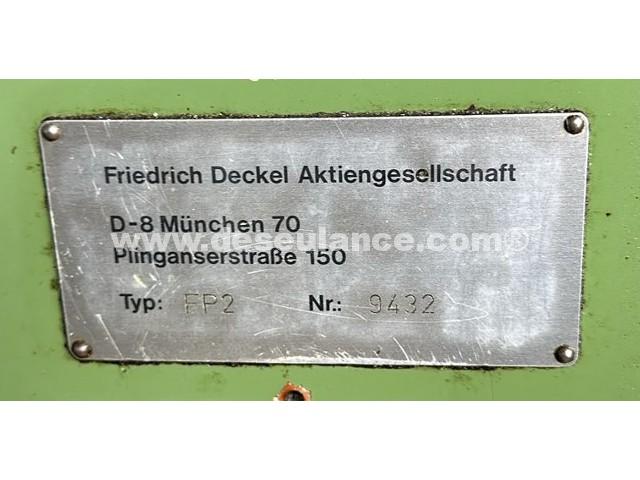 Friedrich Deckel Aktiengesellschaft
D-8 München 70
www.deseulance.com©
Plinganserstraße 150
Typ: FP2 Nr.: 9432